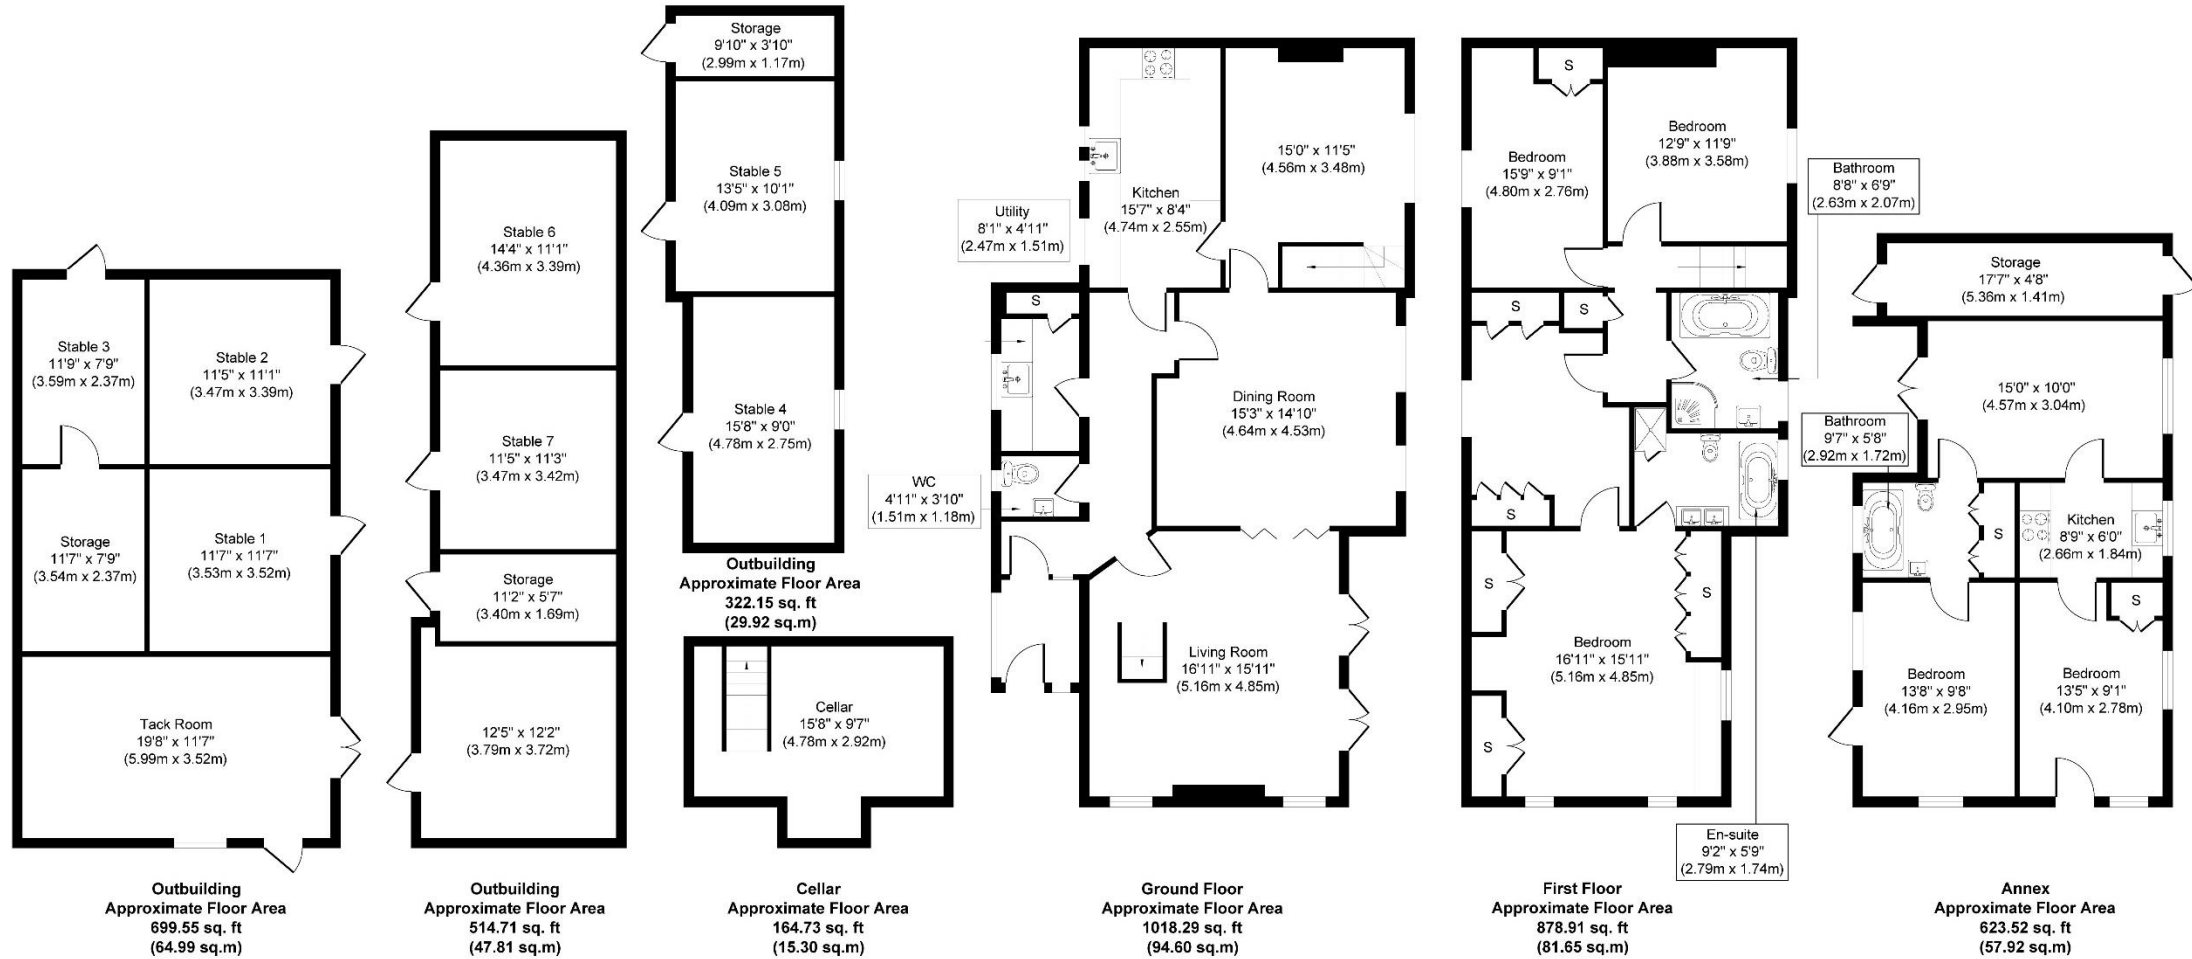 Stable 3
11'9" x 7'9"
(3.59m x 2.37m)
Stable 2
11'5" x 11'1"
(3.47m x 3.39m)
Storage
11'7" x 7'9"
(3.54m x 2.37m)
Stable 1
11'7" x 11'7"
(3.53m x 3.52m)
Tack Room
19'8" x 11'7"
(5.99m x 3.52m)
Outbuilding
Approximate Floor Area
699.55 sq. ft
(64.99 sq.m)
Stable 6
14'4" x 11'1"
(4.36m x 3.39m)
Stable 7
11'5" x 11'3"
(3.47m x 3.42m)
Storage
11'2" x 5'7"
(3.40m x 1.69m)
12'5" x 12'2"
(3.79m x 3.72m)
Outbuilding
Approximate Floor Area
514.71 sq. ft
(47.81 sq.m)
Storage
9'10" x 3'10"
(2.99m x 1.17m)
Stable 5
13'5" x 10'1"
(4.09m x 3.08m)
Stable 4
15'8" x 9'0"
(4.78m x 2.75m)
Outbuilding
Approximate Floor Area
322.15 sq. ft
(29.92 sq.m)
Cellar
15'8" x 9'7"
(4.78m x 2.92m)
Cellar
Approximate Floor Area
164.73 sq. ft
(15.30 sq.m)
Kitchen
15'7" x 8'4"
(4.74m x 2.55m)
15'0" x 11'5"
(4.56m x 3.48m)
Utility
8'1" x 4'11"
(2.47m x 1.51m)
S
Dining Room
15'3" x 14'10"
(4.64m x 4.53m)
WC
4'11" x 3'10"
(1.51m x 1.18m)
Living Room
16'11" x 15'11"
(5.16m x 4.85m)
Ground Floor
Approximate Floor Area
1018.29 sq. ft
(94.60 sq.m)
S
Bedroom
15'9" x 9'1"
(4.80m x 2.76m)
Bedroom
12'9" x 11'9"
(3.88m x 3.58m)
Bathroom
8'8" x 6'9"
(2.63m x 2.07m)
S
S
S
S
S
S
Bedroom
16'11" x 15'11"
(5.16m x 4.85m)
En-suite
9'2" x 5'9"
(2.79m x 1.74m)
First Floor
Approximate Floor Area
878.91 sq. ft
(81.65 sq.m)
Storage
17'7" x 4'8"
(5.36m x 1.41m)
15'0" x 10'0"
(4.57m x 3.04m)
Bathroom
9'7" x 5'8"
(2.92m x 1.72m)
S
Kitchen
8'9" x 6'0"
(2.66m x 1.84m)
S
Bedroom
13'8" x 9'8"
(4.16m x 2.95m)
Bedroom
13'5" x 9'1"
(4.10m x 2.78m)
Annex
Approximate Floor Area
623.52 sq. ft
(57.92 sq.m)